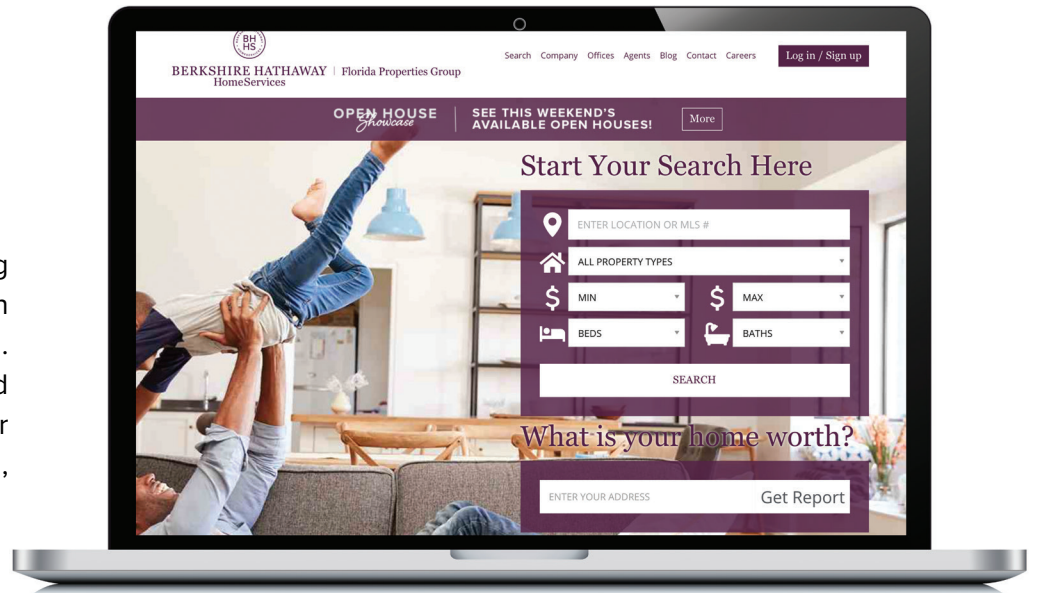 BH
HS
BERKSHIRE HATHAWAY | Florida Properties Group
HomeServices
Search Company Offices Agents Blog Contact Careers Log in / Sign up
OPEN HOUSE
Showcase
SEE THIS WEEKEND'S
AVAILABLE OPEN HOUSES!
More
Start Your Search Here
ENTER LOCATION OR MLS #
ALL PROPERTY TYPES
$ MIN $ MAX
BEDS BATHS
SEARCH
What is your home worth?
ENTER YOUR ADDRESS Get Report